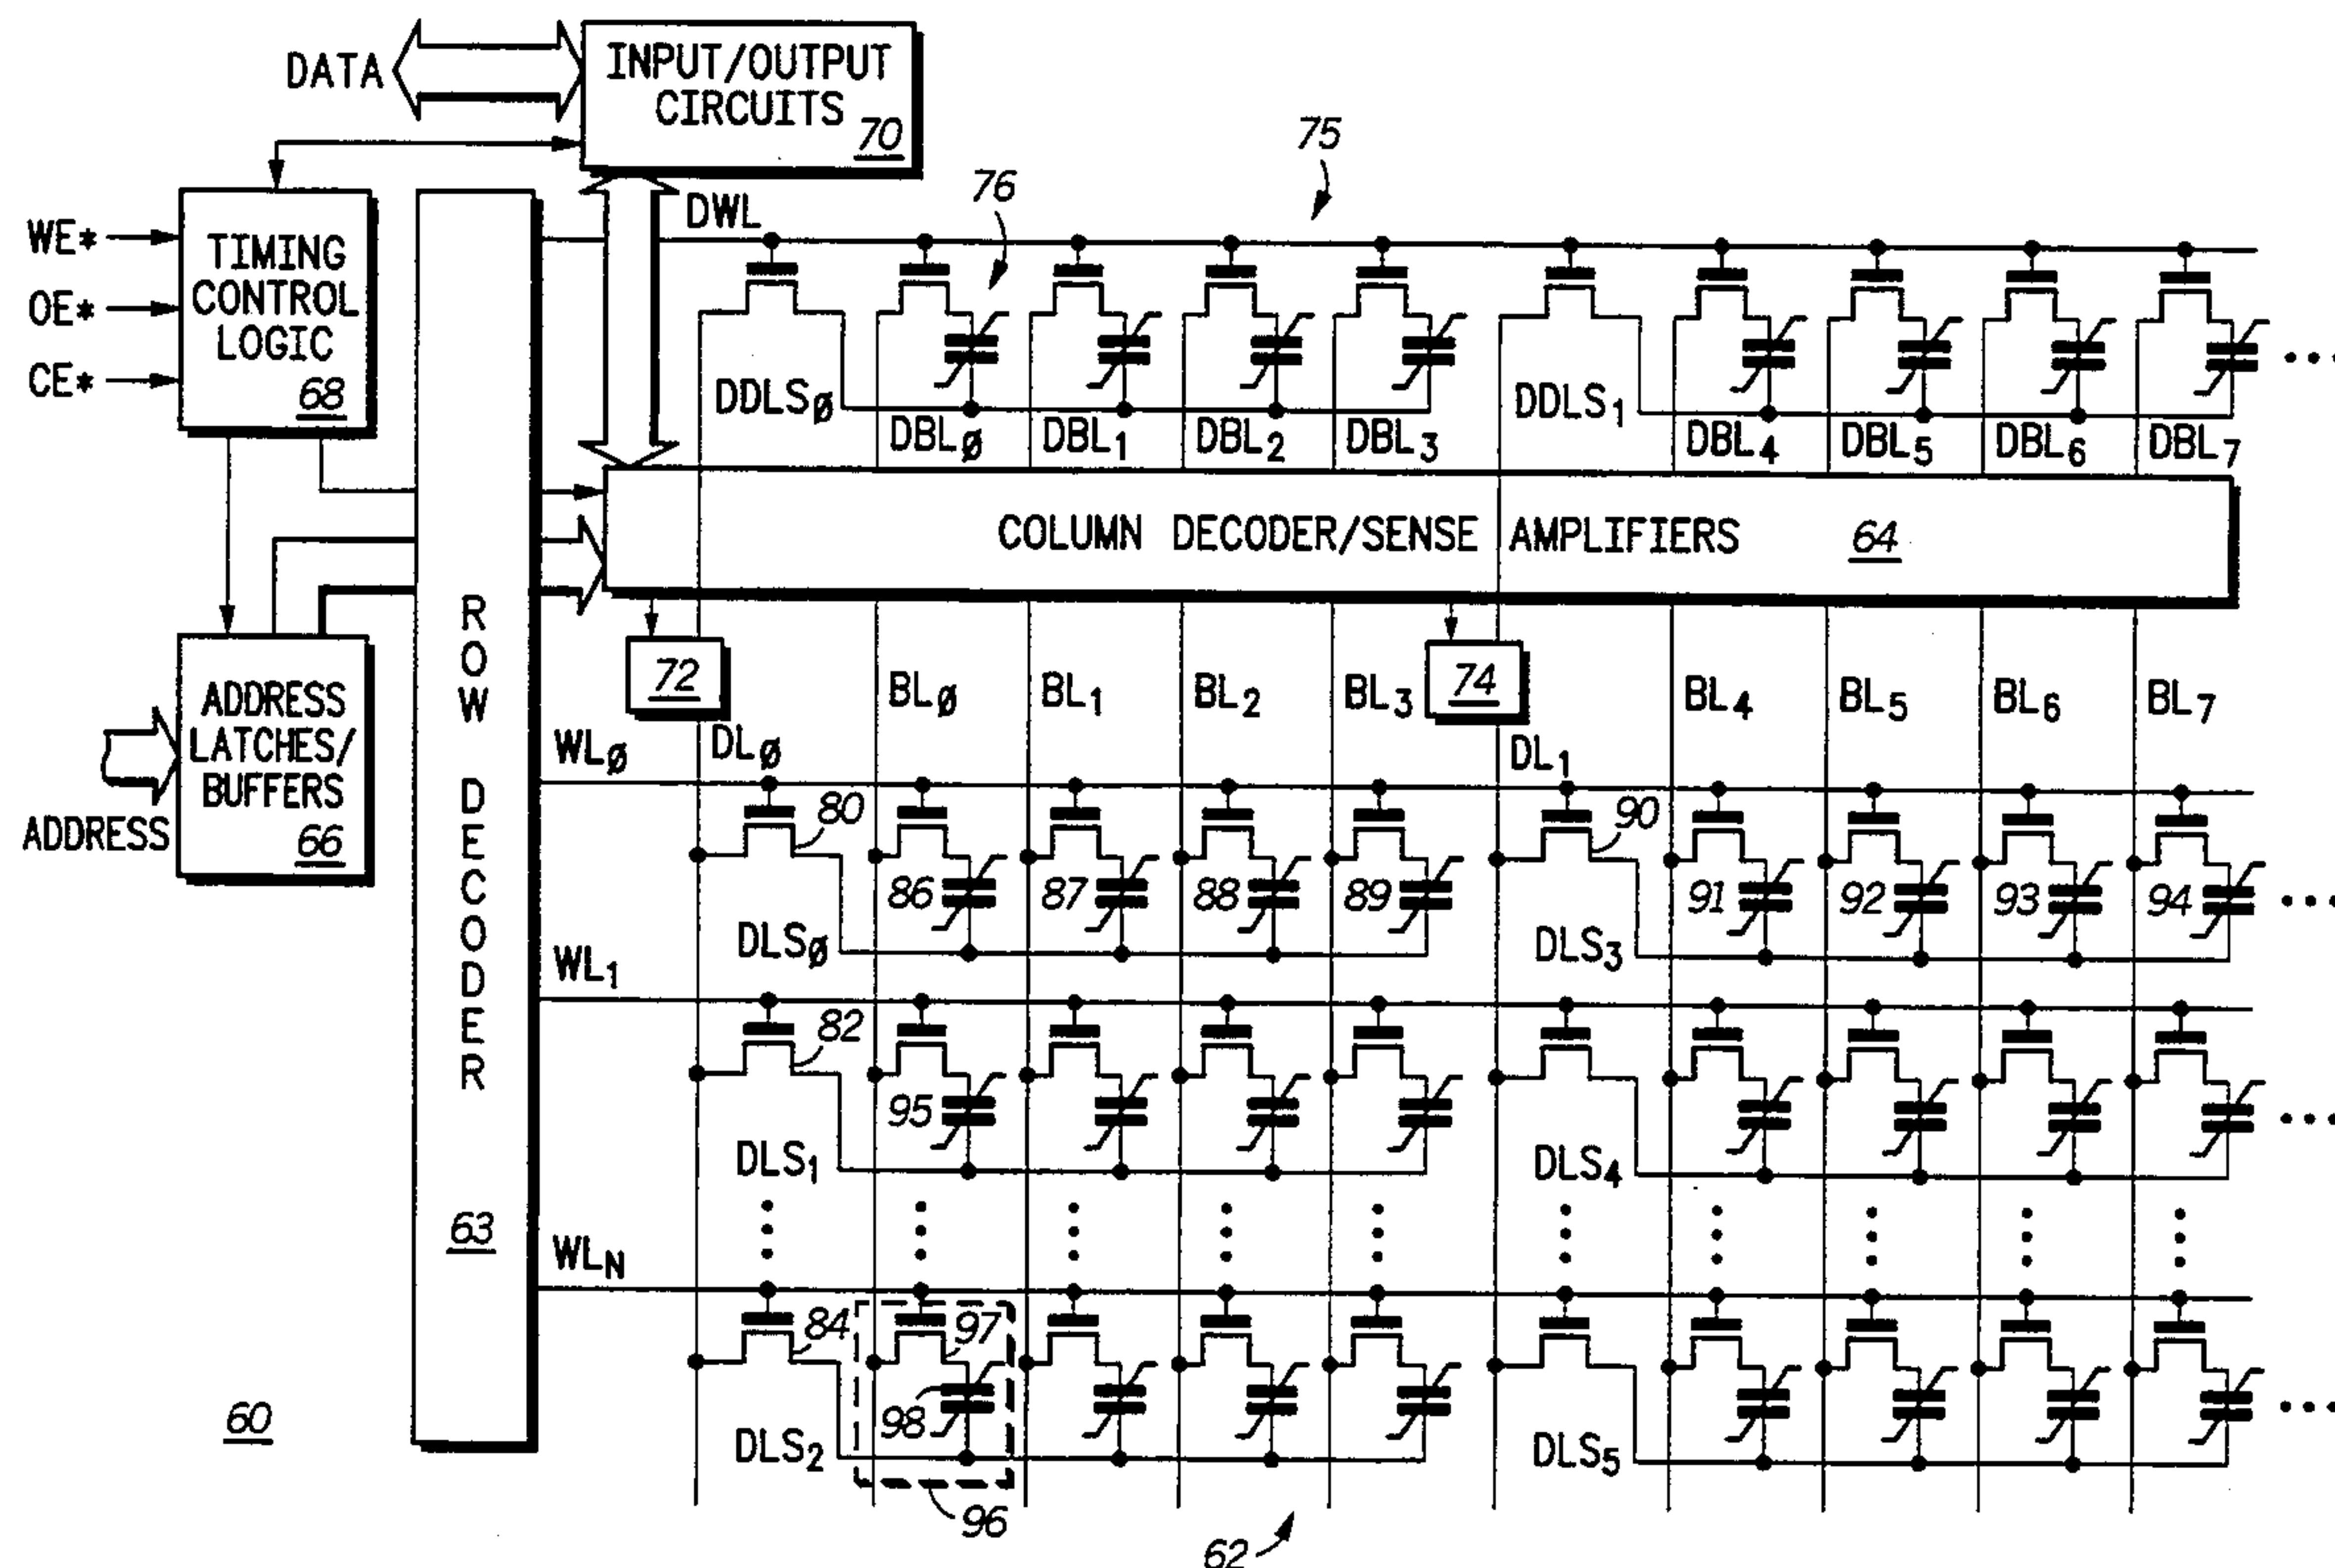 DATA
INPUT/OUTPUT
CIRCUITS
70
75
76
DWL
WE*
OE*
CE*
TIMING
CONTROL
LOGIC
68
DDLSø
DBLø
DBL1
DBL2
DBL3
DDLS1
DBL4
DBL5
DBL6
DBL7
COLUMN DECODER/SENSE AMPLIFIERS 64
ROW DECODER
63
72
74
BLø
BL1
BL2
BL3
BL4
BL5
BL6
BL7
ADDRESS
LATCHES/
BUFFERS
66
ADDRESS
WLø
DLø
DL1
80
90
86
87
88
89
91
92
93
94
DLSø
DLS3
WL1
82
95
DLS1
DLS4
WLN
84
97
98
DLS2
DLS5
60
96
62